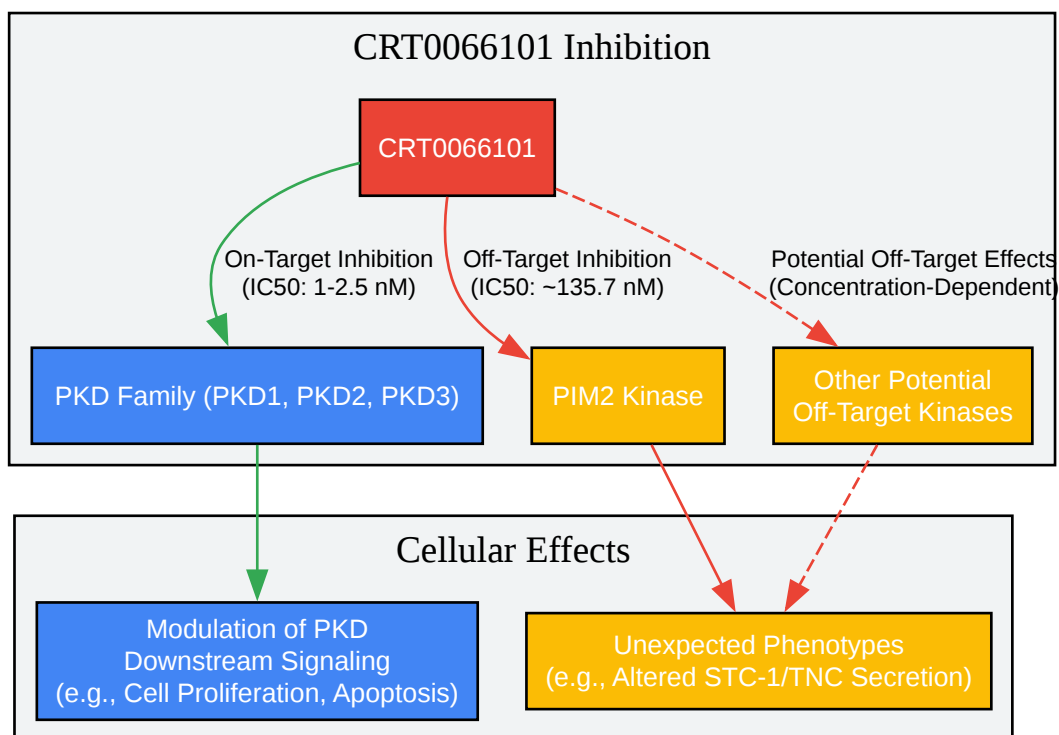 CRT0066101 Inhibition
CRT0066101
On-Target Inhibition
(IC50: 1-2.5 nM)
Off-Target Inhibition
(IC50: ~135.7 nM)
Potential Off-Target Effects
(Concentration-Dependent)
PKD Family (PKD1, PKD2, PKD3)
PIM2 Kinase
Other Potential
Off-Target Kinases
Cellular Effects
Modulation of PKD
Downstream Signaling
(e.g., Cell Proliferation, Apoptosis)
Unexpected Phenotypes
(e.g., Altered STC-1/TNC Secretion)